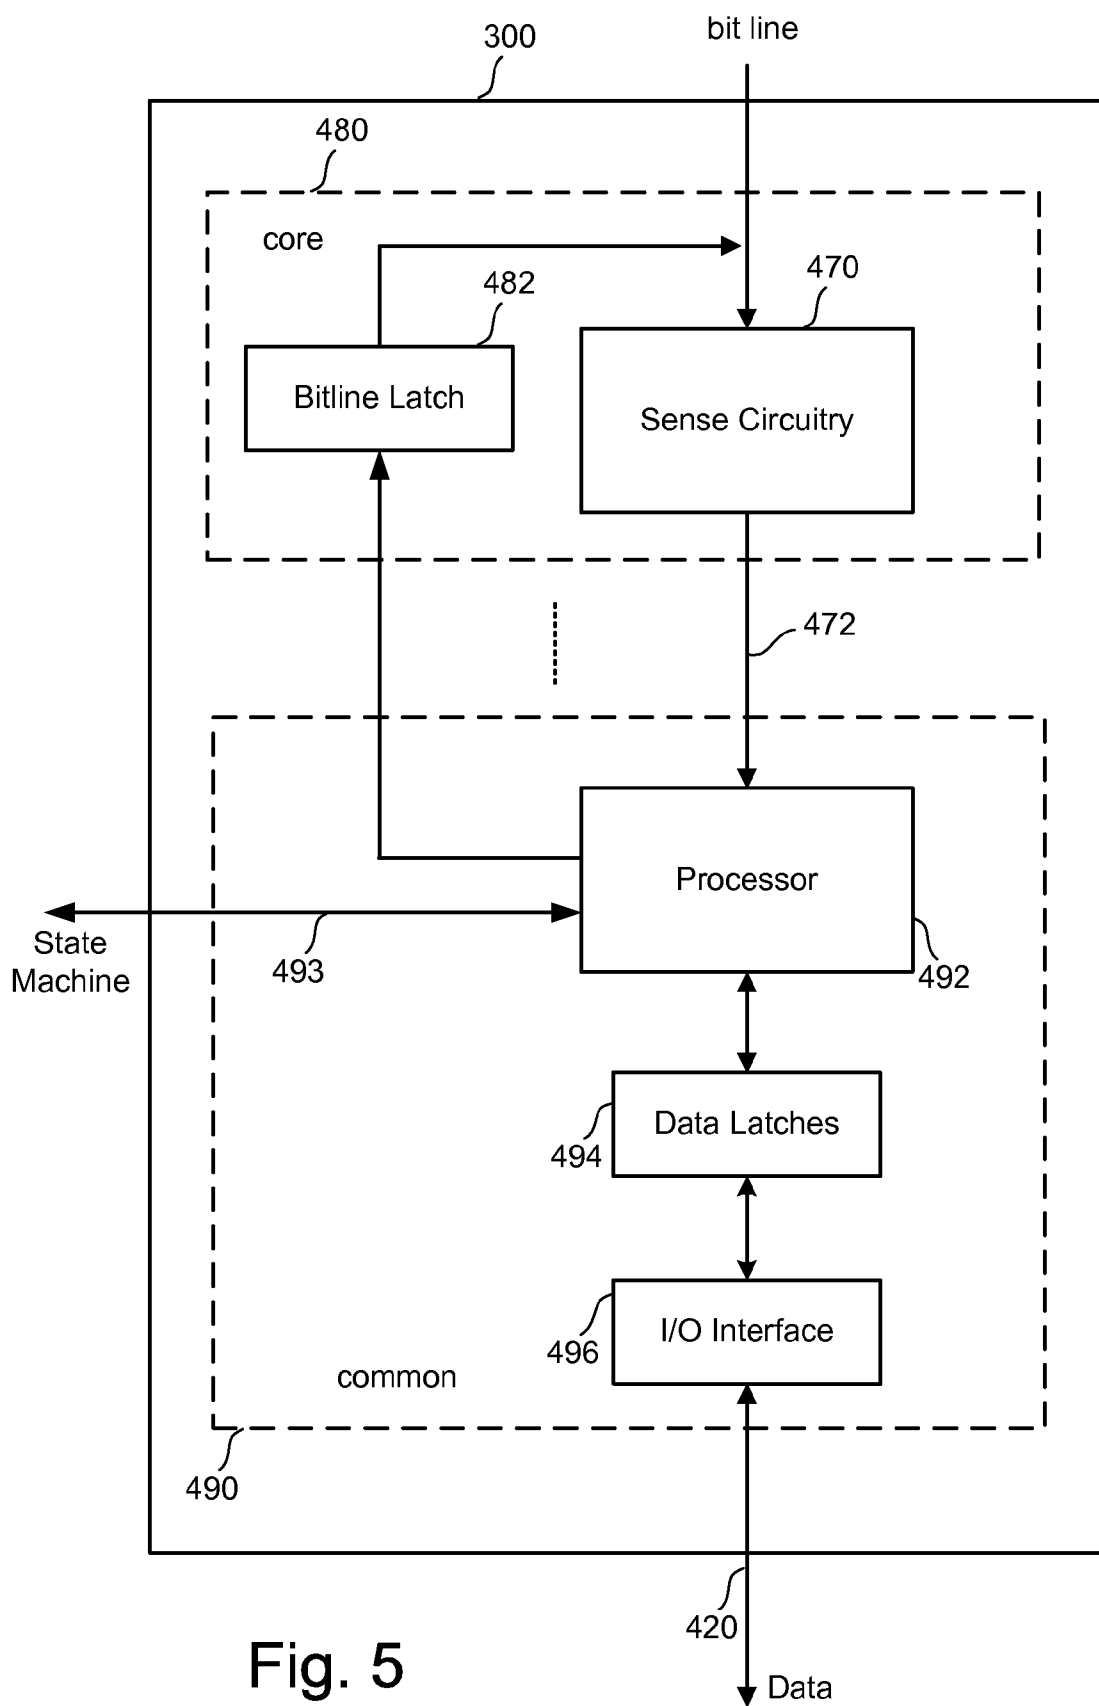 bit line
300
480
core
470
482
Bitline Latch
Sense Circuitry
472
Processor
State
Machine
493
492
Data Latches
494
I/O Interface
496
common
490
420
Fig. 5
Data